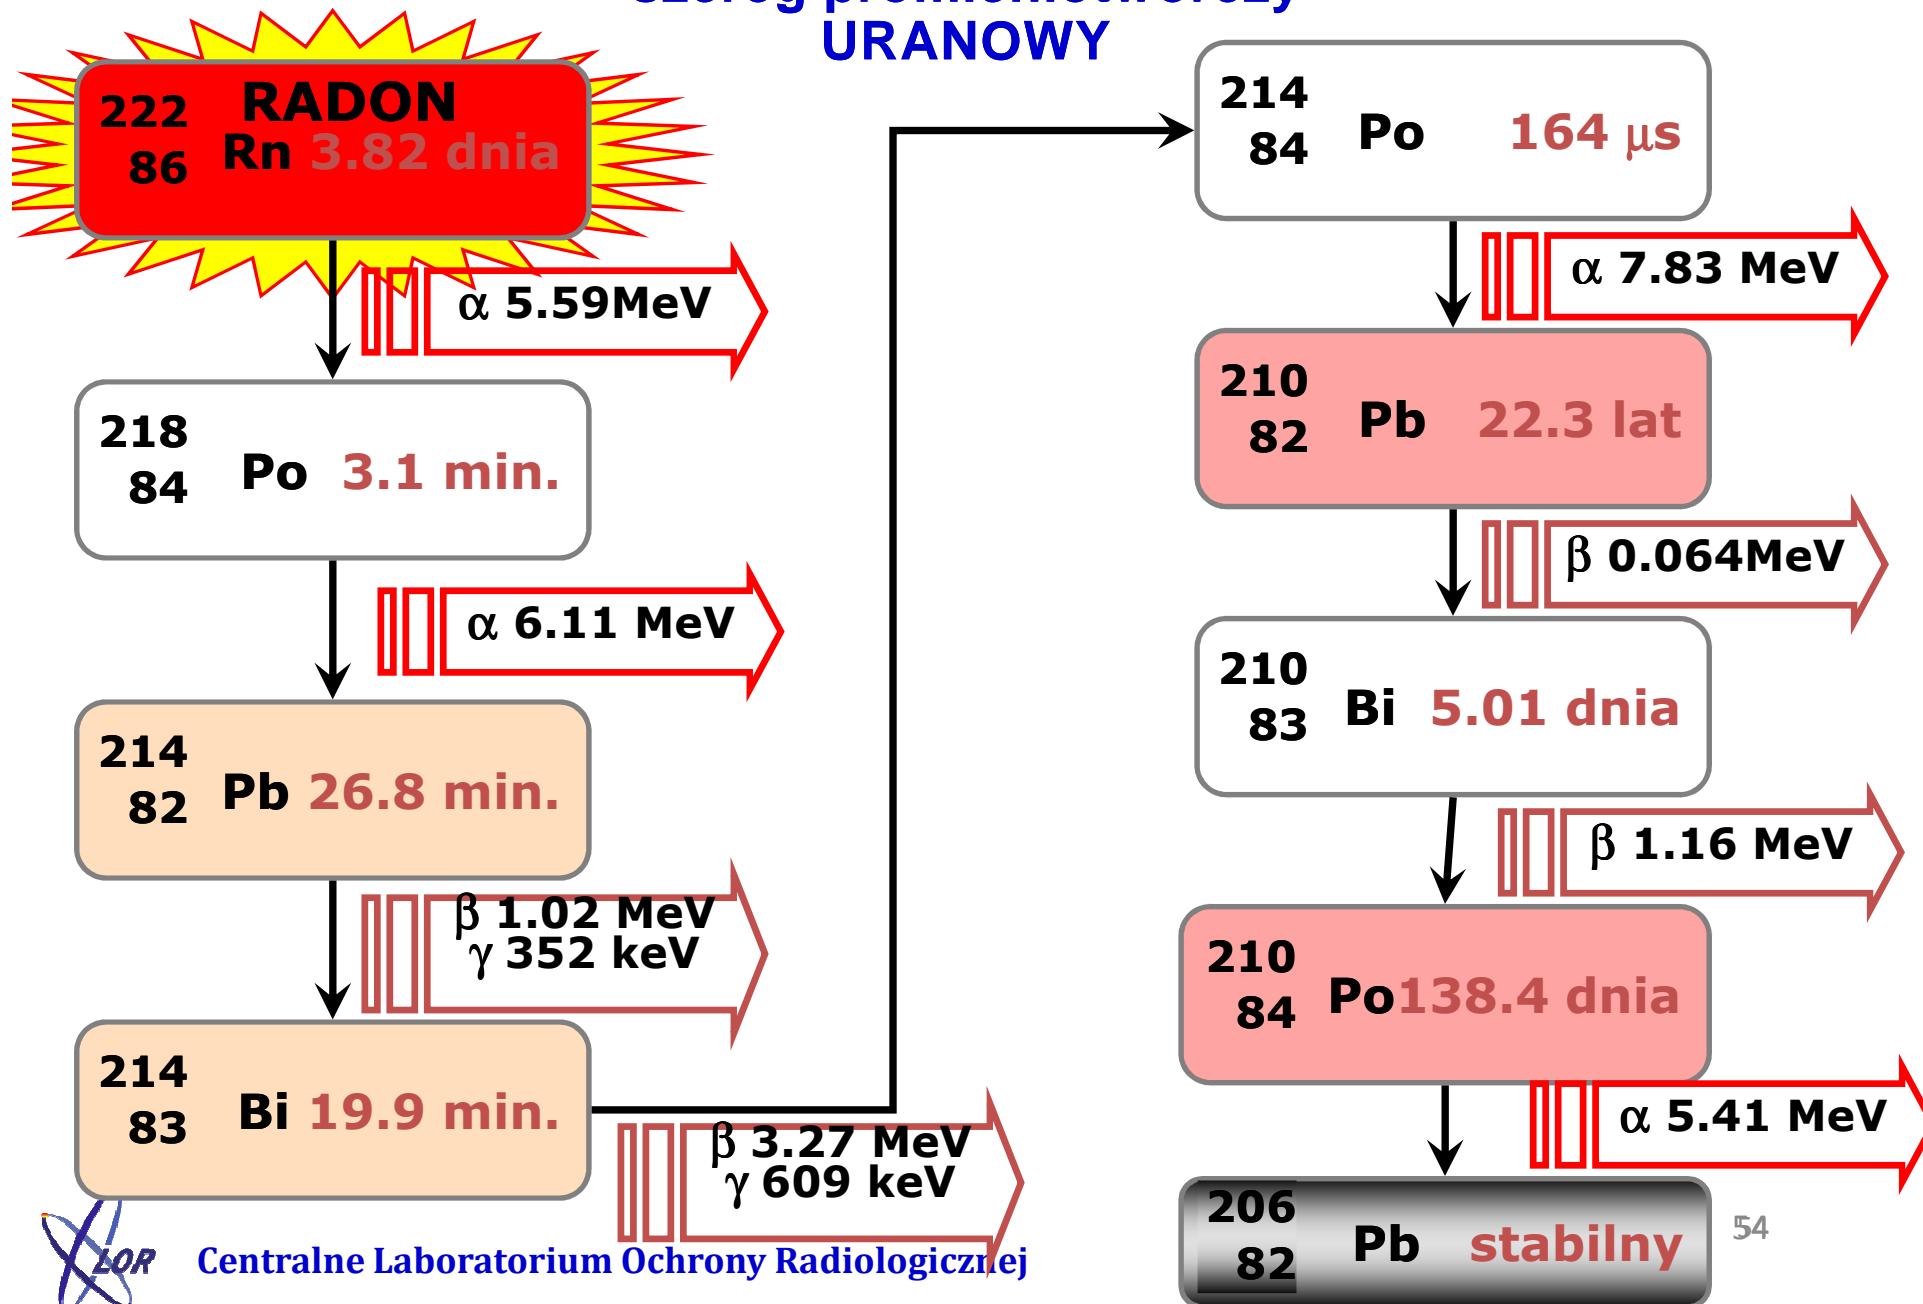 URANOWY
222 RADON
86 Rn 3.82 dnia
α 5.59MeV
218
84 Po 3.1 min.
α 6.11 MeV
214
82 Pb 26.8 min.
β 1.02 MeV
γ 352 keV
214
83 Bi 19.9 min.
β 3.27 MeV
γ 609 keV
214
84 Po 164 μs
α 7.83 MeV
210
82 Pb 22.3 lat
β 0.064MeV
210
83 Bi 5.01 dnia
β 1.16 MeV
210
84 Po 138.4 dnia
α 5.41 MeV
206
82 Pb stabilny
LOR
Centralne Laboratorium Ochrony Radiologicznej
54